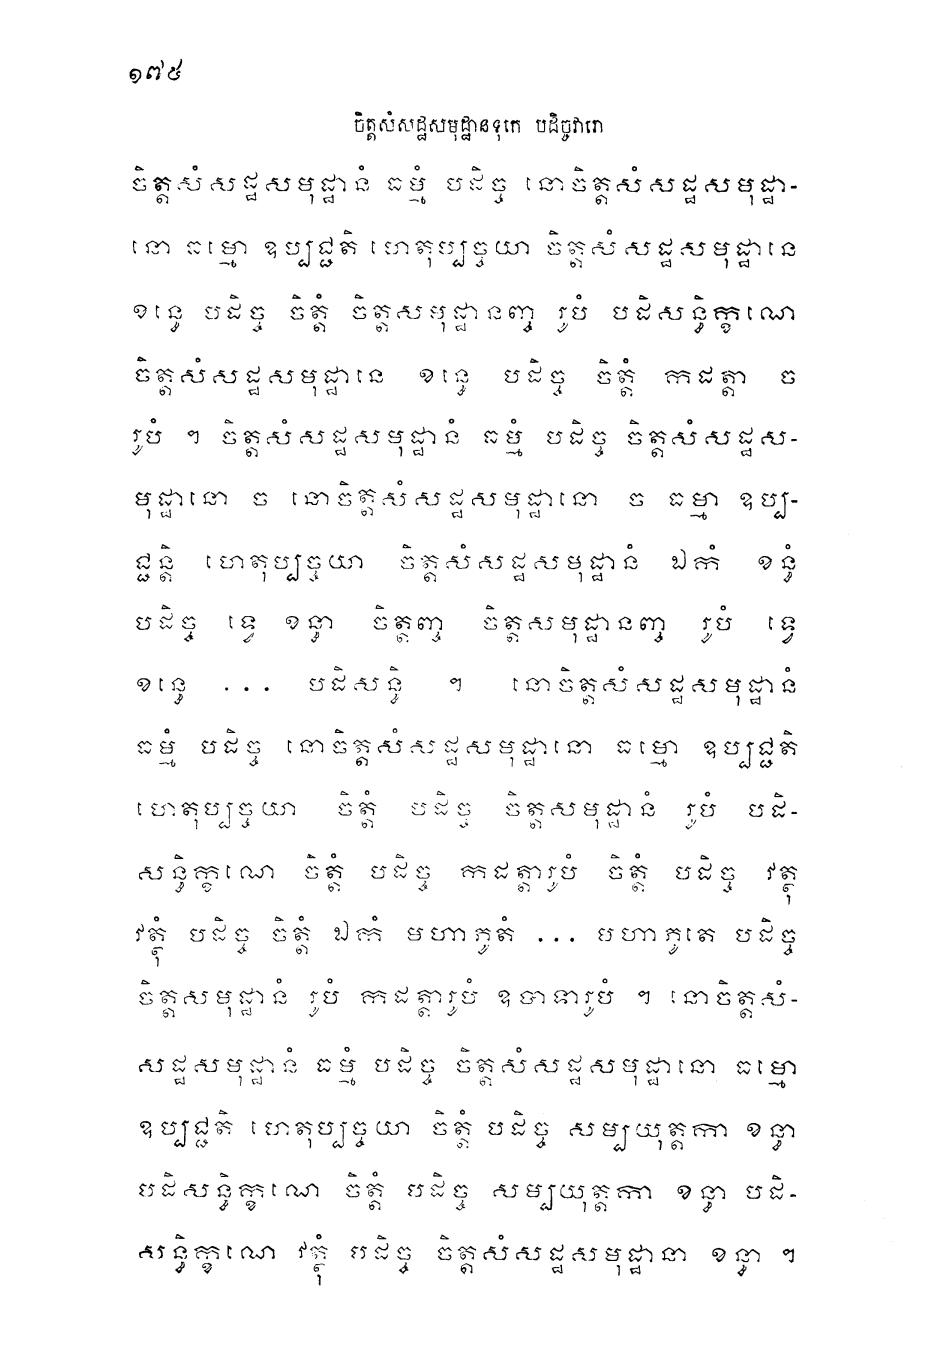 ១៧៥
ចិត្តសំសដ្ឋសមុដ្ឋានទុកេ បដិច្ចវារោ
ចិត្តសំសដ្ឋសមុដ្ឋានំ ធម្មំ បដិច្ច នោចិត្តសំសដ្ឋសមុដ្ឋា-
នោ ធម្មោ ឧប្បជ្ជតិ ហេតុប្បច្ចយា ចិត្តសំសដ្ឋសមុដ្ឋានេ
ខន្ធេ បដិច្ច ចិត្តំ ចិត្តសមុដ្ឋានញ្ច រូបំ បដិសន្ធិក្ខណេ
ចិត្តសំសដ្ឋសមុដ្ឋានេ ខន្ធេ បដិច្ច ចិត្តំ កដត្តា ច
រូបំ ។ ចិត្តសំសដ្ឋសមុដ្ឋានំ ធម្មំ បដិច្ច ចិត្តសំសដ្ឋស-
មុដ្ឋានោ ច នោចិត្តសំសដ្ឋសមុដ្ឋានោ ច ធម្មា ឧប្ប-
ជ្ជន្តិ ហេតុប្បច្ចយា ចិត្តសំសដ្ឋសមុដ្ឋានំ ឯកំ ខន្ធំ
បដិច្ច ទ្វេ ខន្ធា ចិត្តញ្ច ចិត្តសមុដ្ឋានញ្ច រូបំ ទ្វេ
ខន្ធេ ... បដិសន្ធិ ។ នោចិត្តសំសដ្ឋសមុដ្ឋានំ
ធម្មំ បដិច្ច នោចិត្តសំសដ្ឋសមុដ្ឋានោ ធម្មោ ឧប្បជ្ជតិ
ហេតុប្បច្ចយា ចិត្តំ បដិច្ច ចិត្តសមុដ្ឋានំ រូបំ បដិ-
សន្ធិក្ខណេ ចិត្តំ បដិច្ច កដត្តារូបំ ចិត្តំ បដិច្ច វត្ថុ
វត្ថុំ បដិច្ច ចិត្តំ ឯកំ មហាភូតំ ... មហាភូតេ បដិច្ច
ចិត្តសមុដ្ឋានំ រូបំ កដត្តារូបំ ឧបាទារូបំ ។ នោចិត្តសំ-
សដ្ឋសមុដ្ឋានំ ធម្មំ បដិច្ច ចិត្តសំសដ្ឋសមុដ្ឋានោ ធម្មោ
ឧប្បជ្ជតិ ហេតុប្បច្ចយា ចិត្តំ បដិច្ច សម្បយុត្តកា ខន្ធា
បដិសន្ធិក្ខណេ ចិត្តំ បដិច្ច សម្បយុត្តកា ខន្ធា បដិ-
សន្ធិក្ខណេ វត្ថុំ បដិច្ច ចិត្តសំសដ្ឋសមុដ្ឋានា ខន្ធា ។